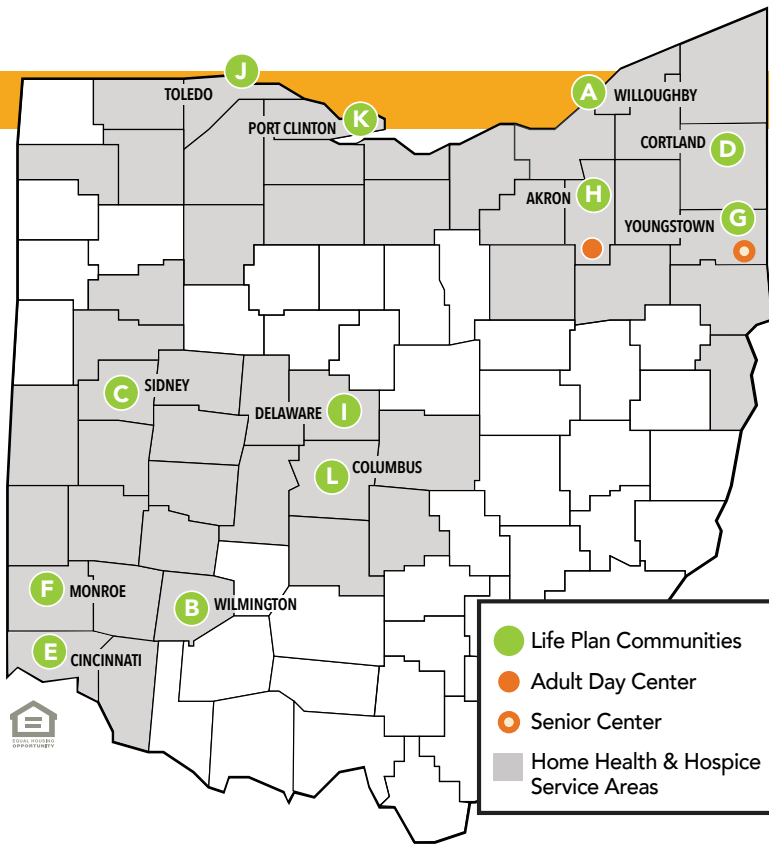 J
TOLEDO
A
WILLOUGHBY
PORT CLINTON
K
CORTLAND
D
AKRON
H
YOUNGSTOWN
G
C
SIDNEY
DELAWARE
I
L
COLUMBUS
F
MONROE
B
WILMINGTON
E
CINCINNATI
Life Plan Communities
Adult Day Center
Senior Center
Home Health & Hospice
Service Areas
EQUAL HOUSING
OPPORTUNITY